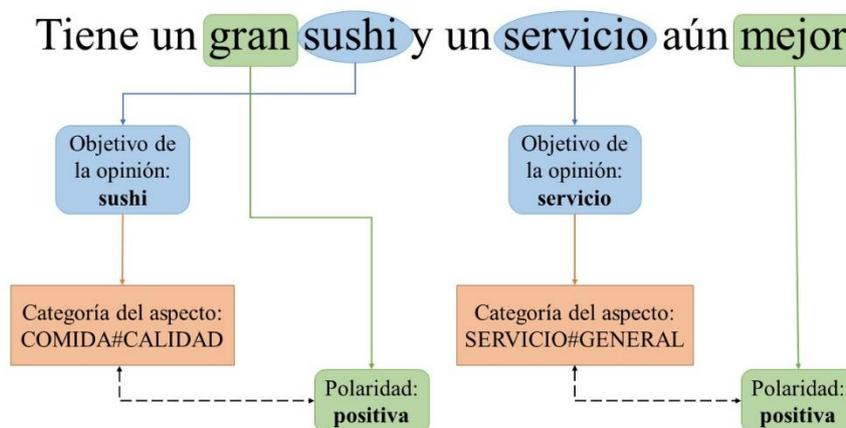 Tiene un gran sushi y un servicio aún mejor
Objetivo de
la opinión:
sushi
Objetivo de
la opinión:
servicio
Categoría del aspecto:
COMIDA#CALIDAD
Categoría del aspecto:
SERVICIO#GENERAL
Polaridad:
positiva
Polaridad:
positiva